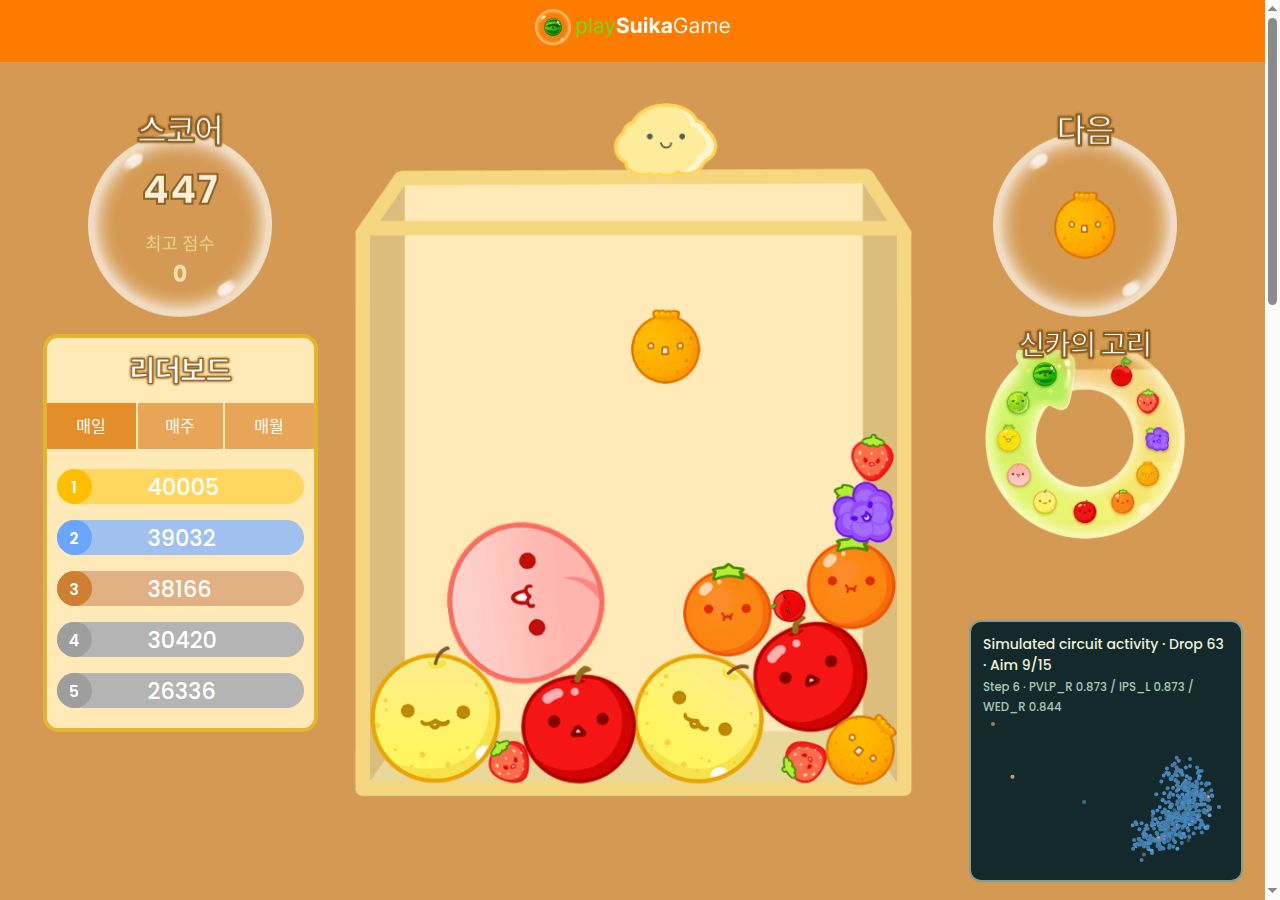 playSuikaGame
스코어
447
최고 점수
0
리더보드
매일 매주 매월
1 40005
2 39032
3 38166
4 30420
5 26336
다음
신카의 고리
Simulated circuit activity · Drop 63
· Aim 9/15
Step 6 · PVLP_R 0.873 / IPS_L 0.873 /
WED_R 0.844